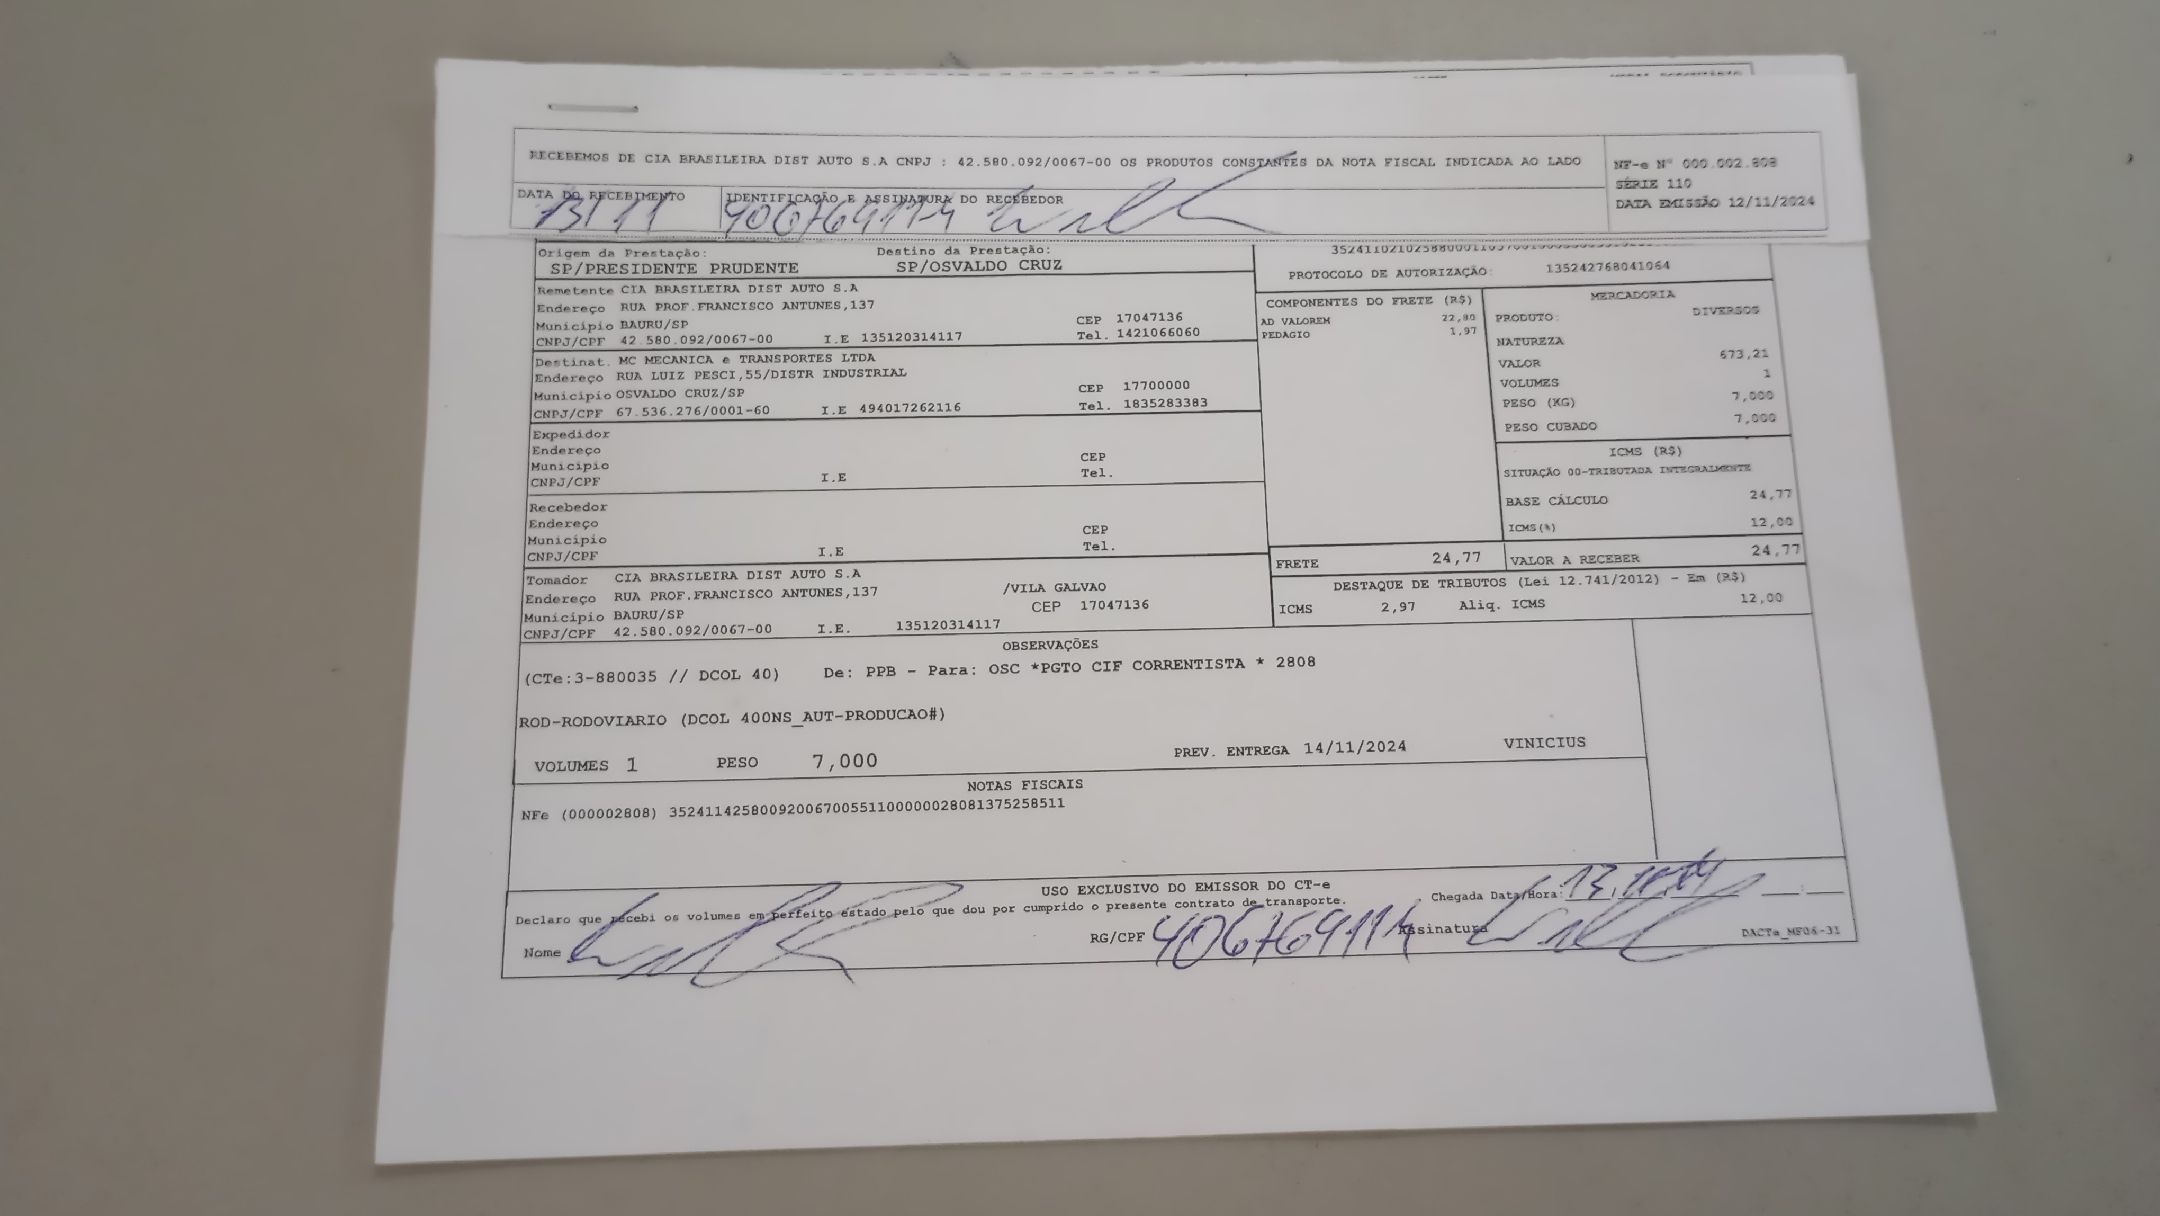 RECEBEMOS DE CIA BRASILEIRA DIST AUTO S.A CNPJ : 42.580.092/0067-00 OS PRODUTOS CONSTANTES DA NOTA FISCAL INDICADA AO LADO
NF-e Nº 000.002.808
SÉRIE 110
DATA EMISSÃO 12/11/2024
DATA DO RECEBIMENTO IDENTIFICAÇÃO E ASSINATURA DO RECEBEDOR
13/11
Origem da Prestação: Destino da Prestação:
SP/PRESIDENTE PRUDENTE SP/OSVALDO CRUZ
PROTOCOLO DE AUTORIZAÇÃO: 135242768041064
Remetente CIA BRASILEIRA DIST AUTO S.A
Endereço RUA PROF.FRANCISCO ANTUNES,137
Município BAURU/SP CEP 17047136
CNPJ/CPF 42.580.092/0067-00 I.E 135120314117 Tel. 1421066060
Destinat. MC MECANICA e TRANSPORTES LTDA
Endereço RUA LUIZ PESCI,55/DISTR INDUSTRIAL
Município OSVALDO CRUZ/SP CEP 17700000
CNPJ/CPF 67.536.276/0001-60 I.E 494017262116 Tel. 1835283383
Expedidor
Endereço
Município CEP
CNPJ/CPF I.E Tel.
Recebedor
Endereço
Município CEP
CNPJ/CPF I.E Tel.
Tomador CIA BRASILEIRA DIST AUTO S.A
Endereço RUA PROF.FRANCISCO ANTUNES,137 /VILA GALVAO
Município BAURU/SP CEP 17047136
CNPJ/CPF 42.580.092/0067-00 I.E. 135120314117
COMPONENTES DO FRETE (R$)
AD VALOREM 22,80
PEDAGIO 1,97
MERCADORIA
PRODUTO: DIVERSOS
NATUREZA
VALOR 673,21
VOLUMES 1
PESO (KG) 7,000
PESO CUBADO 7,000
ICMS (R$)
SITUAÇÃO 00-TRIBUTADA INTEGRALMENTE
BASE CÁLCULO 24,77
ICMS(%) 12,00
FRETE 24,77 VALOR A RECEBER 24,77
DESTAQUE DE TRIBUTOS (Lei 12.741/2012) - Em (R$)
ICMS 2,97 Aliq. ICMS 12,00
OBSERVAÇÕES
(CTe:3-880035 // DCOL 40) De: PPB - Para: OSC *PGTO CIF CORRENTISTA * 2808
ROD-RODOVIARIO (DCOL 400NS_AUT-PRODUCAO#)
VOLUMES 1 PESO 7,000 PREV. ENTREGA 14/11/2024 VINICIUS
NOTAS FISCAIS
NFe (000002808) 35241142580092006700551100000028081375258511
USO EXCLUSIVO DO EMISSOR DO CT-e
Declaro que recebi os volumes em perfeito estado pelo que dou por cumprido o presente contrato de transporte.
Chegada Data/Hora:
Nome RG/CPF Assinatura
DACTe_MF06-31